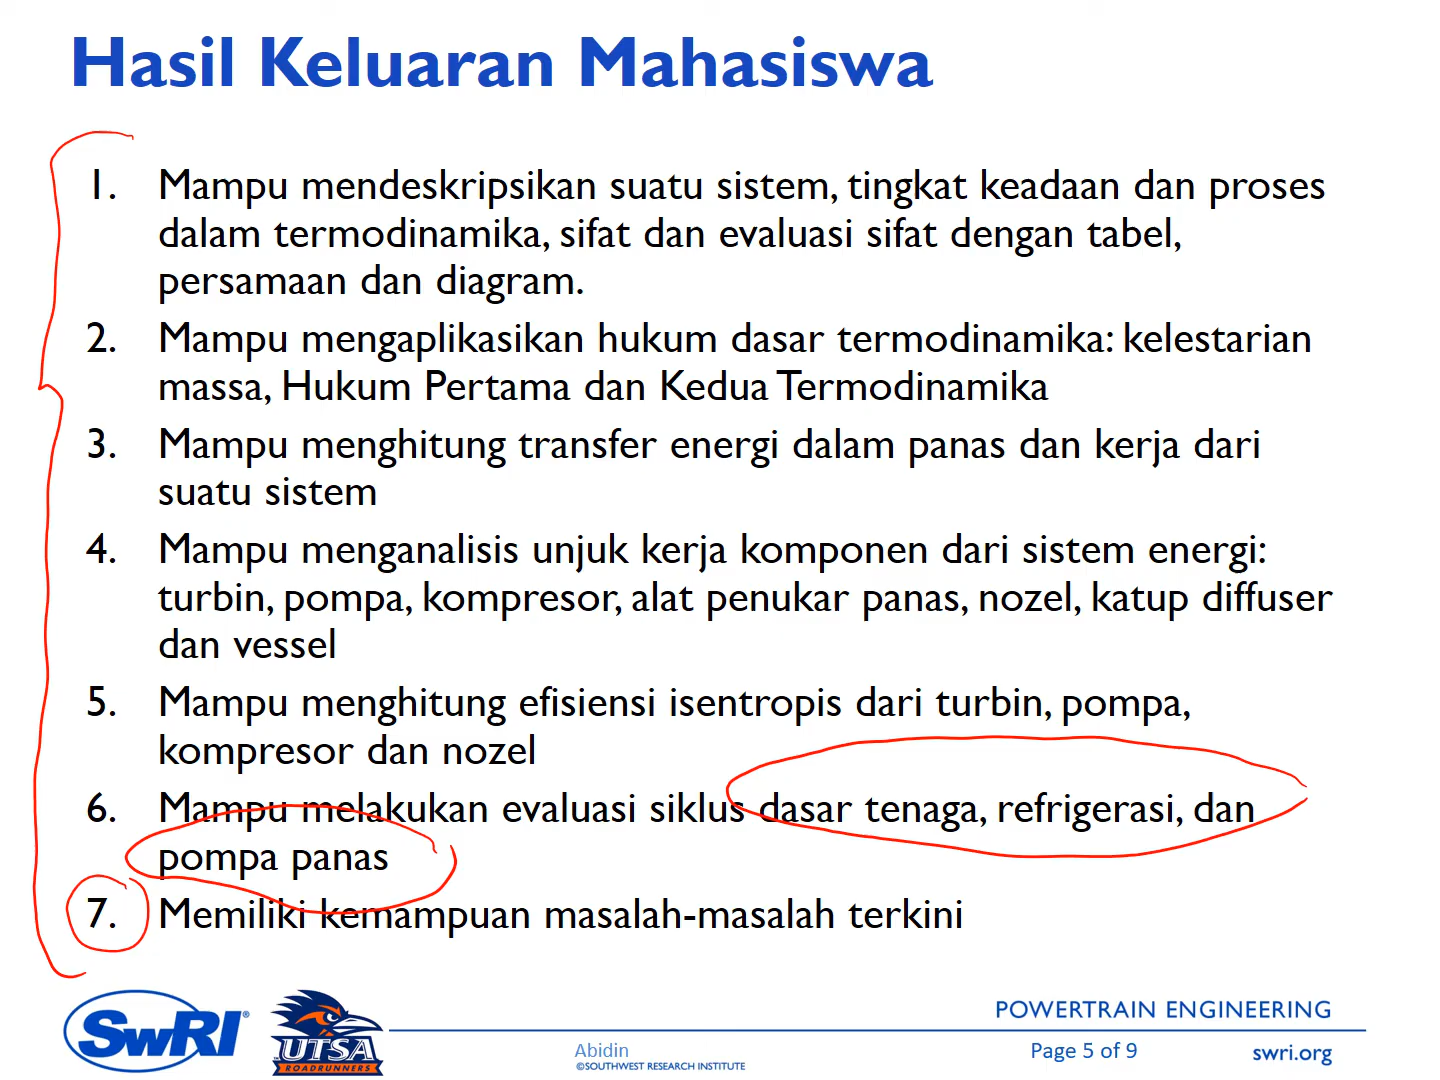 Hasil Keluaran Mahasiswa
1. Mampu mendeskripsikan suatu sistem, tingkat keadaan dan proses
dalam termodinamika, sifat dan evaluasi sifat dengan tabel,
persamaan dan diagram.
2. Mampu mengaplikasikan hukum dasar termodinamika: kelestarian
massa, Hukum Pertama dan Kedua Termodinamika
3. Mampu menghitung transfer energi dalam panas dan kerja dari
suatu sistem
4. Mampu menganalisis unjuk kerja komponen dari sistem energi:
turbin, pompa, kompresor, alat penukar panas, nozel, katup diffuser
dan vessel
5. Mampu menghitung efisiensi isentropis dari turbin, pompa,
kompresor dan nozel
6. Mampu melakukan evaluasi siklus dasar tenaga, refrigerasi, dan
pompa panas
7. Memiliki kemampuan masalah-masalah terkini
SwRI®
UTSA
ROADRUNNERS
Abidin
©SOUTHWEST RESEARCH INSTITUTE
POWERTRAIN ENGINEERING
Page 5 of 9
swri.org